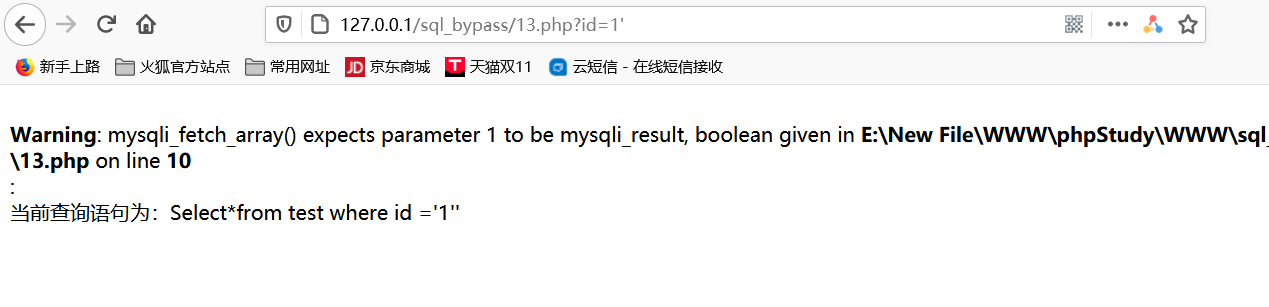 127.0.0.1/sql_bypass/13.php?id=1'
新手上路 火狐官方站点 常用网址 JD 京东商城 T 天猫双11 云短信 - 在线短信接收
Warning: mysqli_fetch_array() expects parameter 1 to be mysqli_result, boolean given in E:\New File\WWW\phpStudy\WWW\sql_
\13.php on line 10
:
当前查询语句为：Select*from test where id ='1''